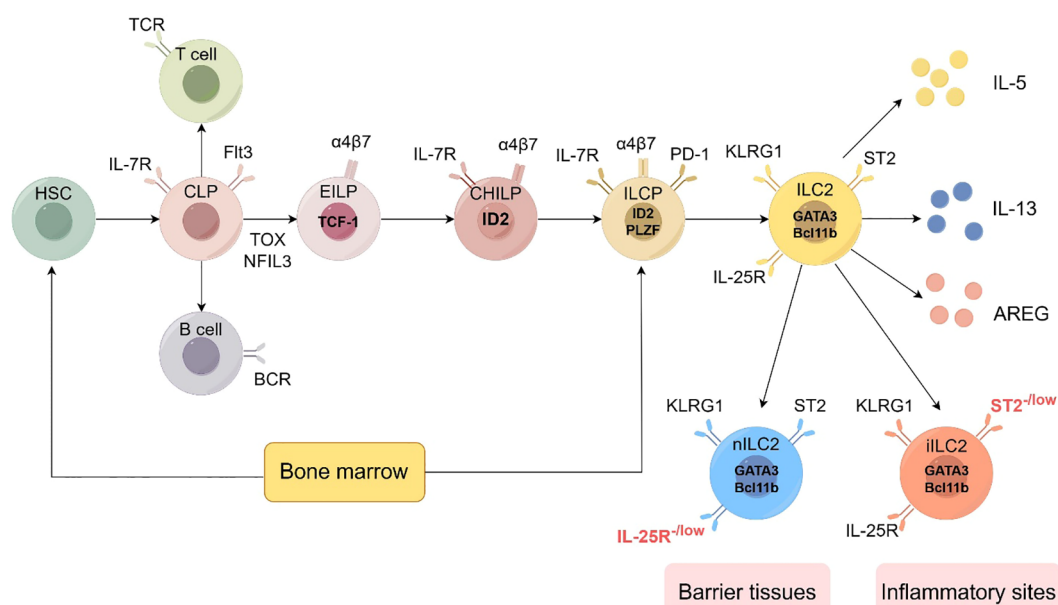 TCR
T cell
IL-5
IL-7R
Flt3
α4β7
IL-7R
α4β7
IL-7R
α4β7
PD-1
KLRG1
ST2
HSC
CLP
EILP
CHILP
ILCP
ILC2
TCF-1
ID2
ID2
PLZF
GATA3
Bcl11b
IL-13
TOX
NFIL3
IL-25R
AREG
B cell
BCR
KLRG1
ST2
KLRG1
ST2-/low
nILC2
GATA3
Bcl11b
iILC2
GATA3
Bcl11b
Bone marrow
IL-25R-/low
IL-25R
Barrier tissues
Inflammatory sites